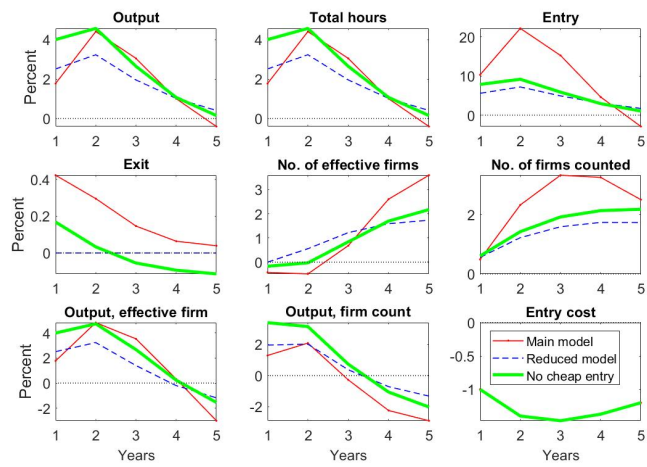 Output
Total hours
Entry
Percent
4
2
0
1 2 3 4 5
4
2
0
1 2 3 4 5
20
10
0
1 2 3 4 5
Exit
No. of effective firms
No. of firms counted
Percent
0.4
0.2
0
1 2 3 4 5
3
2
1
0
1 2 3 4 5
2
0
1 2 3 4 5
Output, effective firm
Output, firm count
Entry cost
Percent
4
2
0
-2
1 2 3 4 5
Years
2
0
-2
1 2 3 4 5
Years
0
-0.5
-1
Main model
Reduced model
No cheap entry
1 2 3 4 5
Years